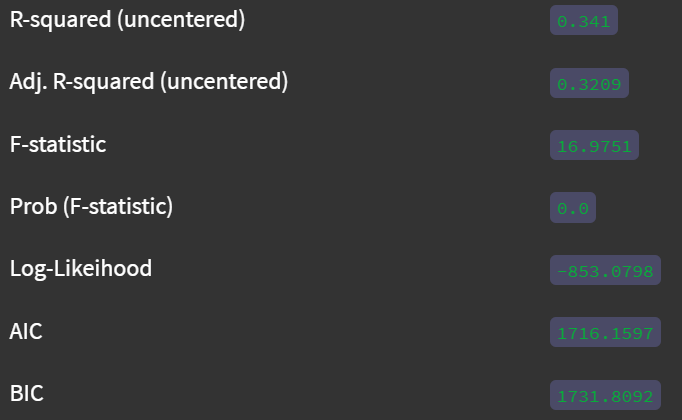 R-squared (uncentered) 0.341
Adj. R-squared (uncentered) 0.3209
F-statistic 16.9751
Prob (F-statistic) 0.0
Log-Likeihood -853.0798
AIC 1716.1597
BIC 1731.8092